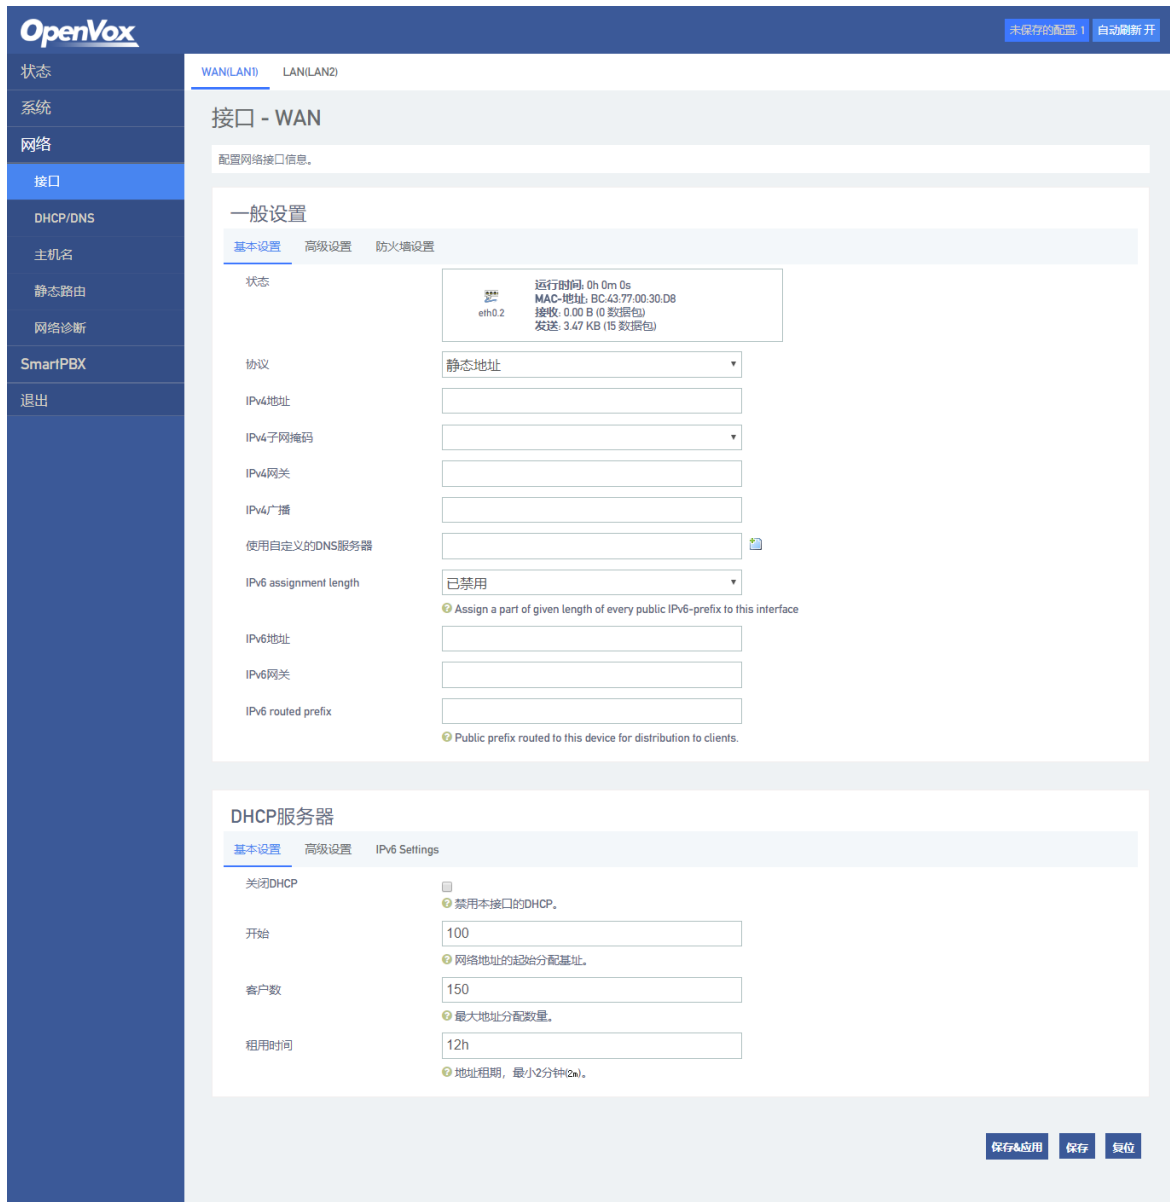 OpenVox
未保存的配置: 1 自动刷新 开
状态
系统
网络
接口
DHCP/DNS
主机名
静态路由
网络诊断
SmartPBX
退出
WAN(LAN1) LAN(LAN2)
接口 - WAN
配置网络接口信息。
一般设置
基本设置 高级设置 防火墙设置
状态
eth0.2
运行时间: 0h 0m 0s
MAC-地址: BC:43:77:00:30:D8
接收: 0.00 B (0 数据包)
发送: 3.47 KB (15 数据包)
协议 静态地址
IPv4地址
IPv4子网掩码
IPv4网关
IPv4广播
使用自定义的DNS服务器
IPv6 assignment length 已禁用
Assign a part of given length of every public IPv6-prefix to this interface
IPv6地址
IPv6网关
IPv6 routed prefix
Public prefix routed to this device for distribution to clients.
DHCP服务器
基本设置 高级设置 IPv6 Settings
关闭DHCP
禁用本接口的DHCP。
开始 100
网络地址的起始分配基址。
客户数 150
最大地址分配数量。
租用时间 12h
地址租期，最小2分钟(2m)。
保存&应用 保存 复位